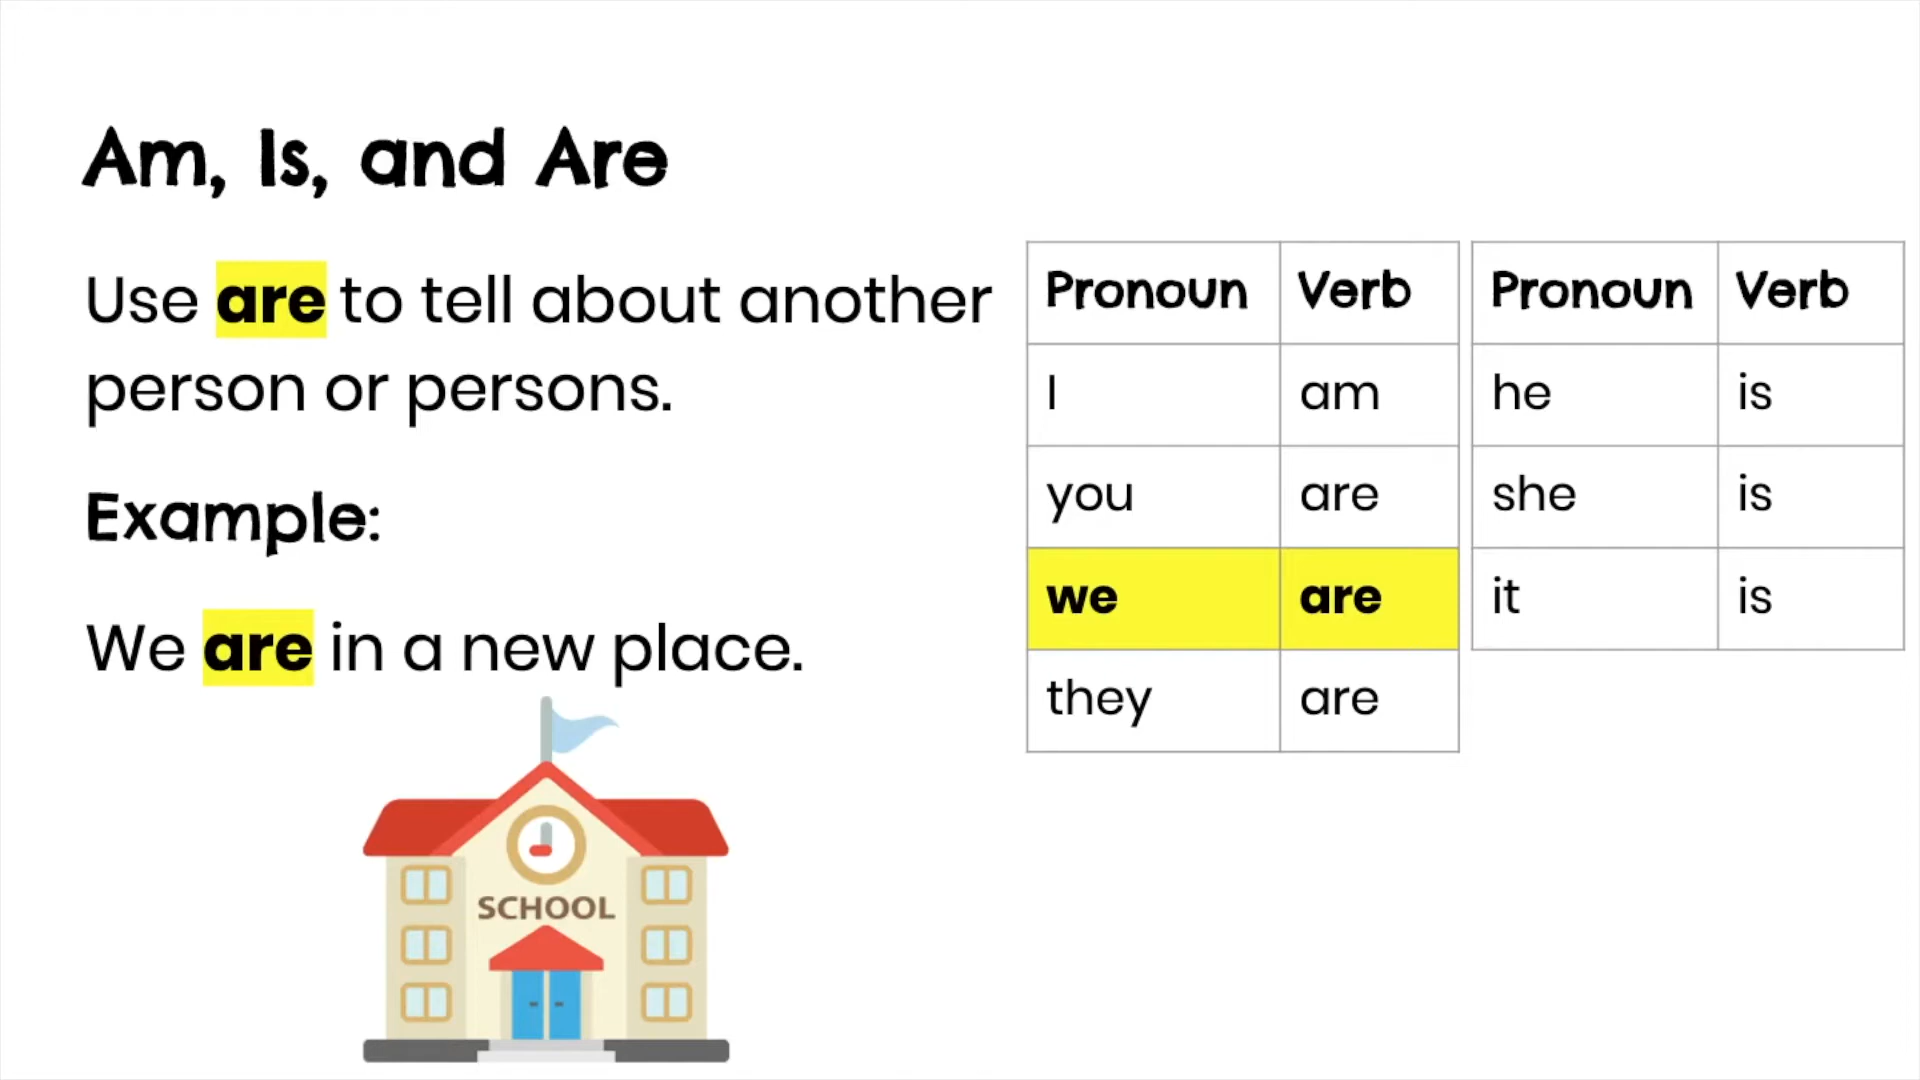 Am, Is, and Are
Use are to tell about another
person or persons.
Example:
We are in a new place.
SCHOOL
Pronoun Verb
I am
you are
we are
they are
Pronoun Verb
he is
she is
it is